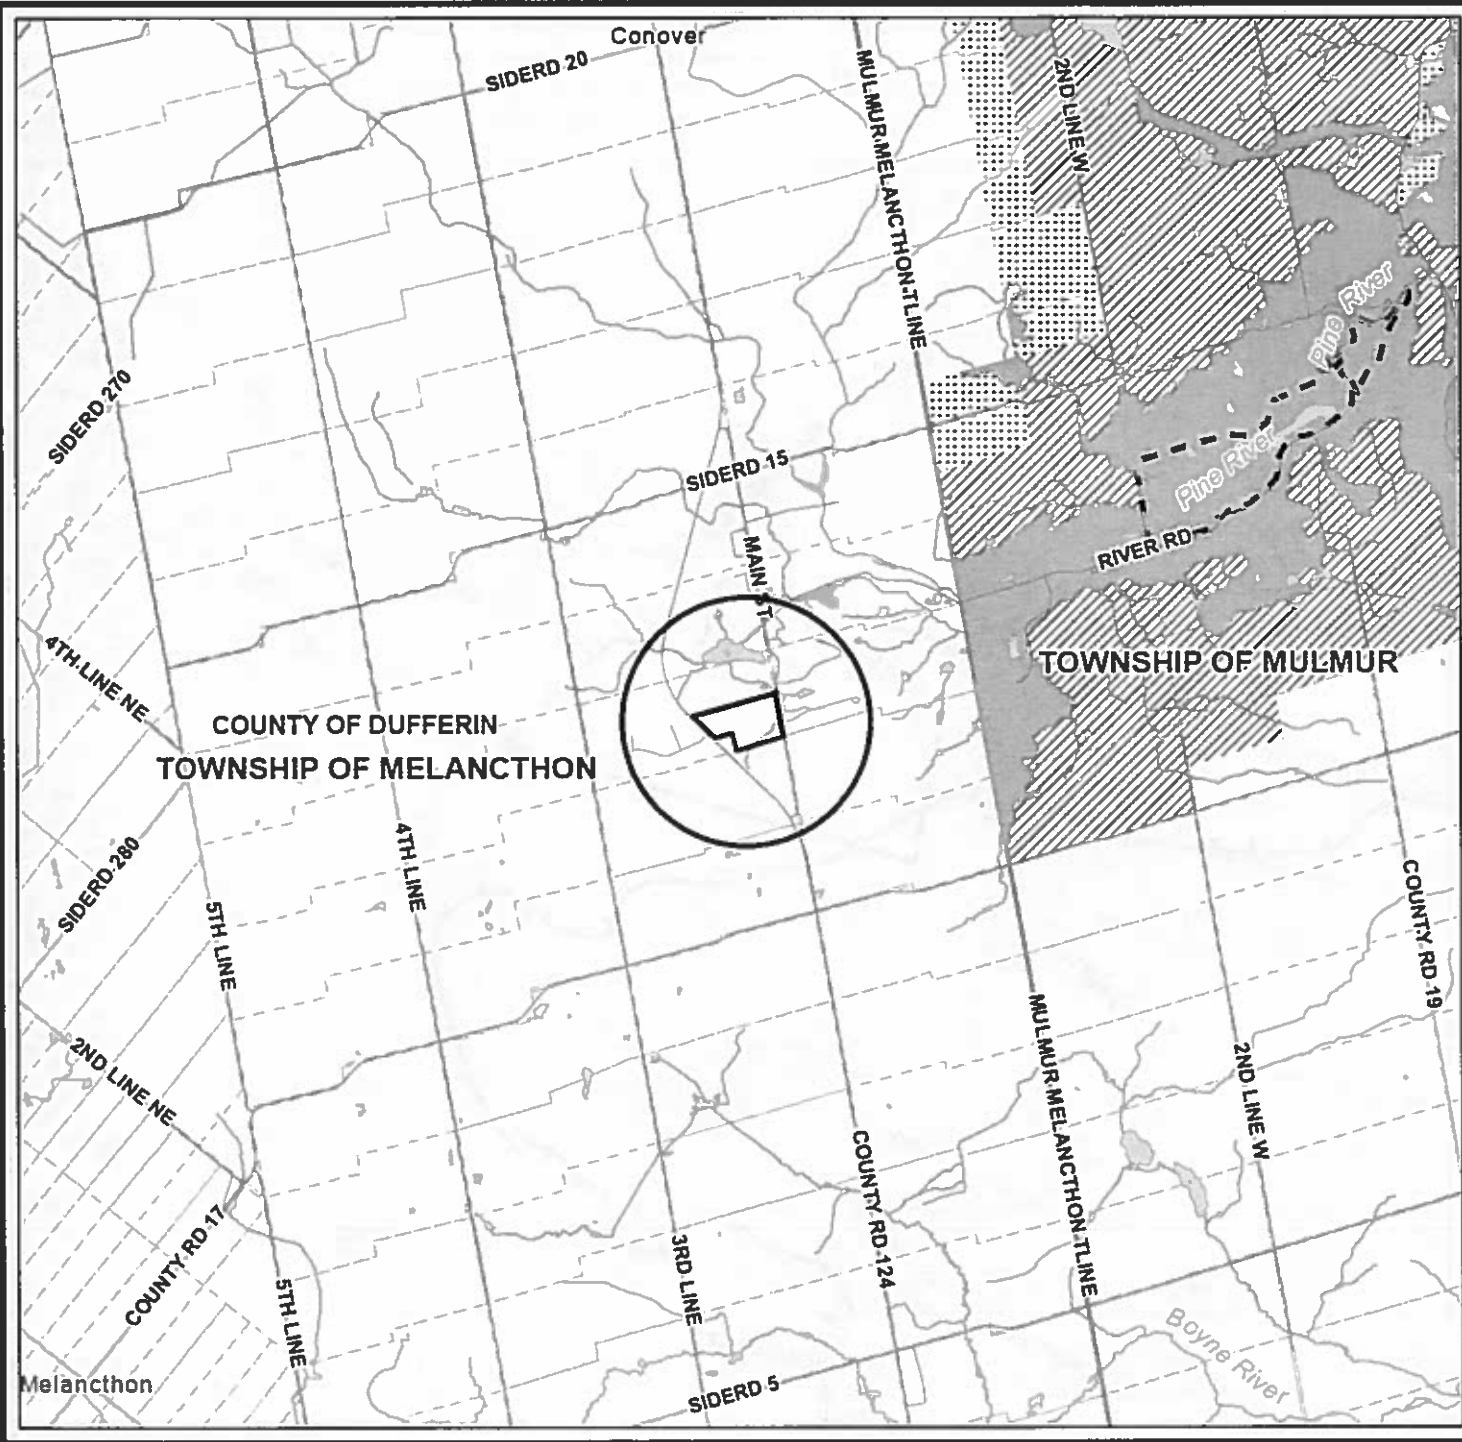 Conover
SIDERD 20
MULMUR MELANCTHON TLINE
2ND LINE W
Pine River
SIDERD 270
SIDERD 15
Pine River
MAIN ST
RIVER RD
4TH LINE NE
TOWNSHIP OF MULMUR
COUNTY OF DUFFERIN
TOWNSHIP OF MELANCTHON
4TH LINE
SIDERD 280
5TH LINE
COUNTY RD 19
2ND LINE NE
MULMUR MELANCTHON TLINE
2ND LINE W
COUNTY RD 124
COUNTY RD 17
3RD LINE
5TH LINE
Boyne River
Melancthon
SIDERD 5